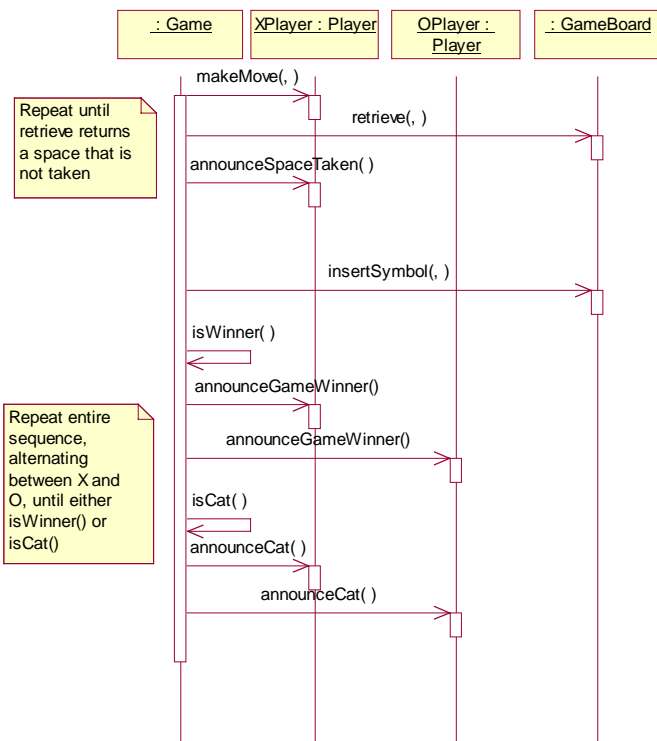 : Game
XPlayer : Player
OPlayer :
Player
: GameBoard
makeMove(, )
Repeat until
retrieve returns
a space that is
not taken
retrieve(, )
announceSpaceTaken( )
insertSymbol(, )
isWinner( )
announceGameWinner()
Repeat entire
sequence,
alternating
between X and
O, until either
isWinner() or
isCat()
announceGameWinner()
isCat( )
announceCat( )
announceCat( )